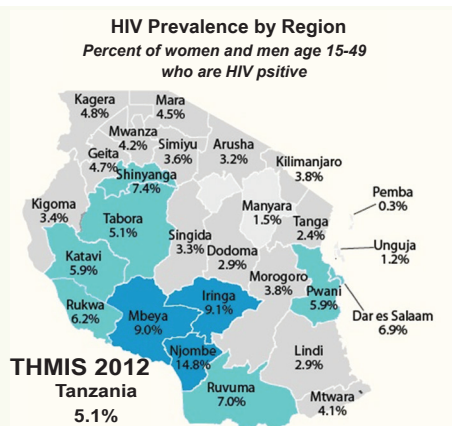 HIV Prevalence by Region
Percent of women and men age 15-49
who are HIV psitive
Kagera
4.8%
Mara
4.5%
Mwanza
4.2%
Geita
4.7%
Simiyu
3.6%
Arusha
3.2%
Kilimanjaro
3.8%
Shinyanga
7.4%
Kigoma
3.4%
Tabora
5.1%
Singida
3.3%
Manyara
1.5%
Tanga
2.4%
Pemba
0.3%
Unguja
1.2%
Dodoma
2.9%
Katavi
5.9%
Morogoro
3.8%
Pwani
5.9%
Dar es Salaam
6.9%
Rukwa
6.2%
Mbeya
9.0%
Iringa
9.1%
Njombe
14.8%
Lindi
2.9%
Ruvuma
7.0%
Mtwara
4.1%
THMIS 2012
Tanzania
5.1%